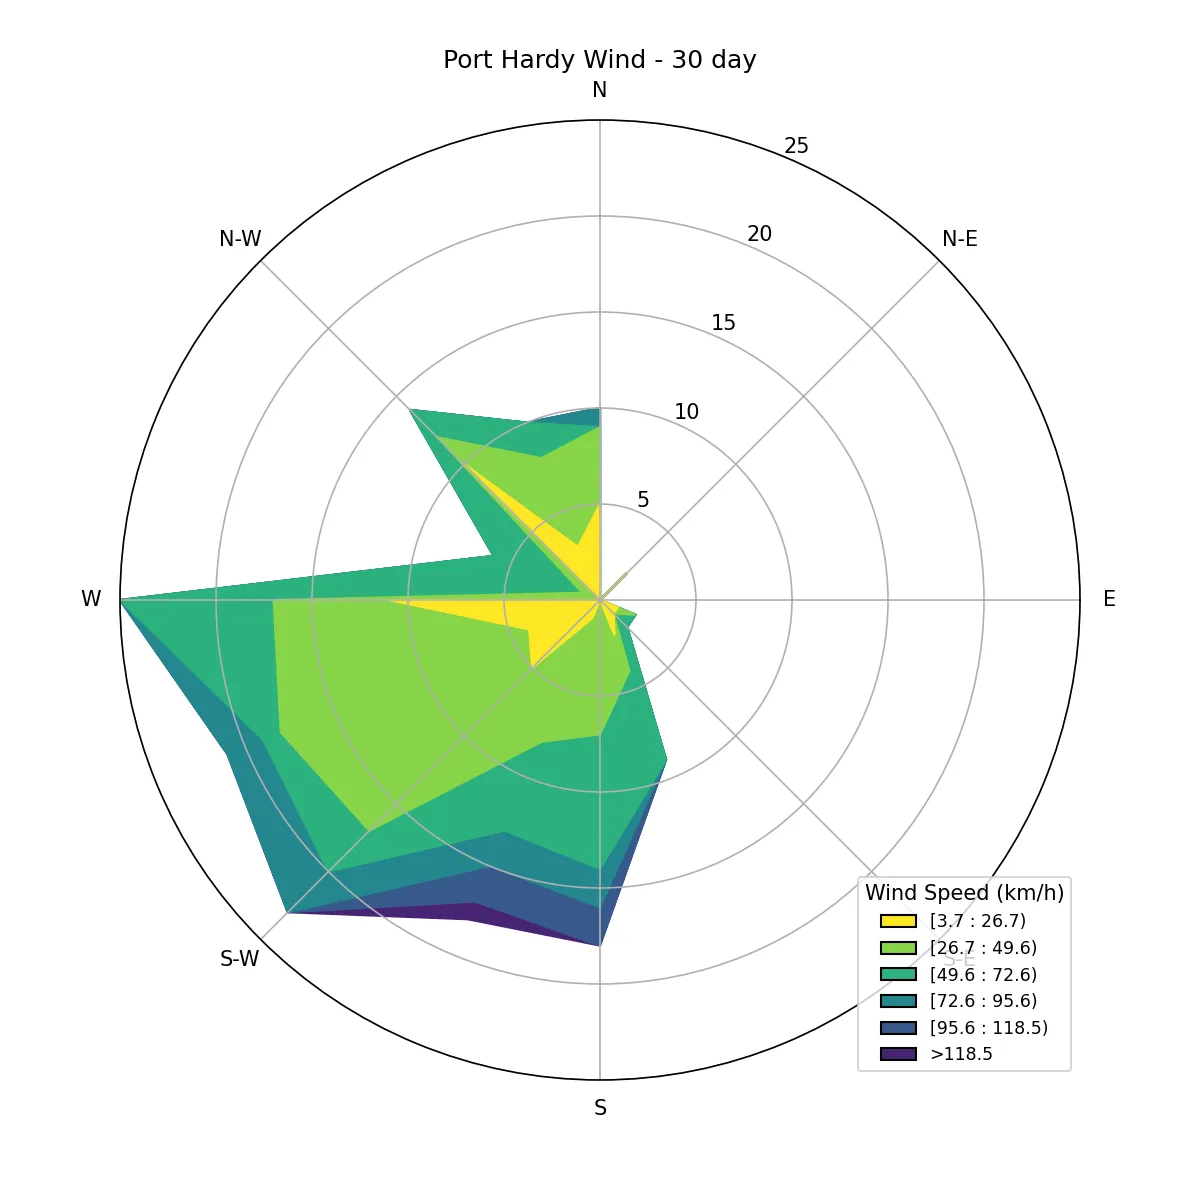 Port Hardy Wind - 30 day
N
25
N-W
N-E
20
15
10
5
W
E
Wind Speed (km/h)
[3.7 : 26.7)
[26.7 : 49.6)
S-W
S-E
[49.6 : 72.6)
[72.6 : 95.6)
[95.6 : 118.5)
>118.5
S